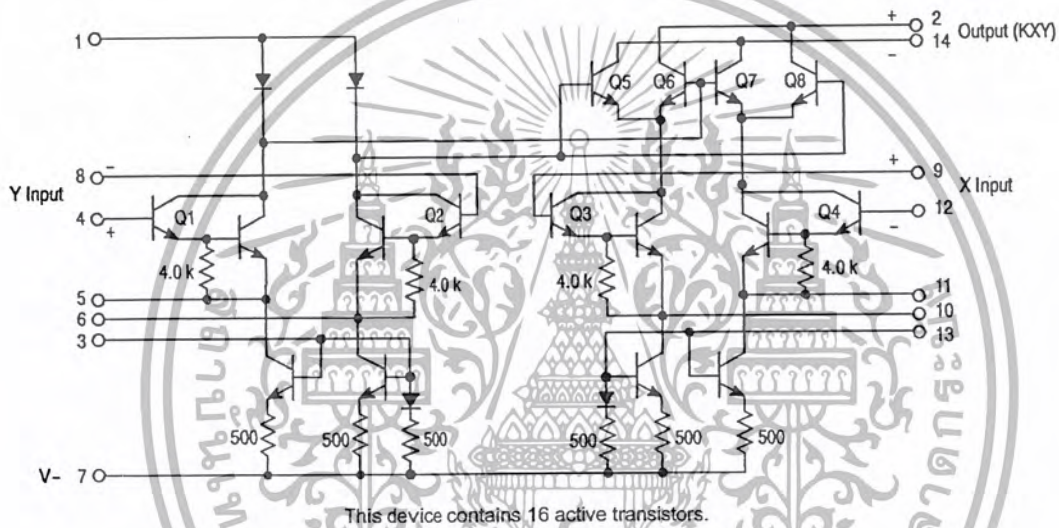 + 2 Output (KXY)
1 14
-
Q5 Q6 Q7 Q8
8 - + 9
Y Input X Input
4 + Q1 Q2 Q3 Q4 12 -
4.0 k 4.0 k 4.0 k 4.0 k
5 11
6 10
3 13
500 500 500 500 500 500
V- 7
This device contains 16 active transistors.